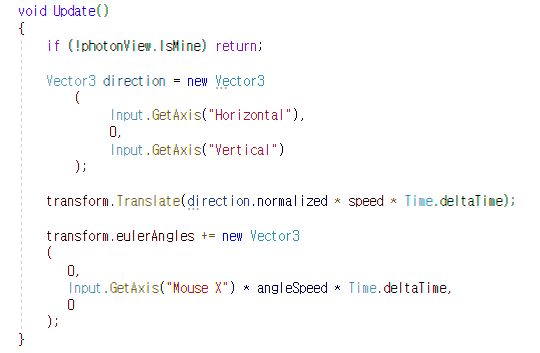 void Update()
{
if (!photonView.IsMine) return;
Vector3 direction = new Vector3
(
Input.GetAxis("Horizontal"),
0,
Input.GetAxis("Vertical")
);
transform.Translate(direction.normalized * speed * Time.deltaTime);
transform.eulerAngles += new Vector3
(
0,
Input.GetAxis("Mouse X") * angleSpeed * Time.deltaTime,
0
);
}